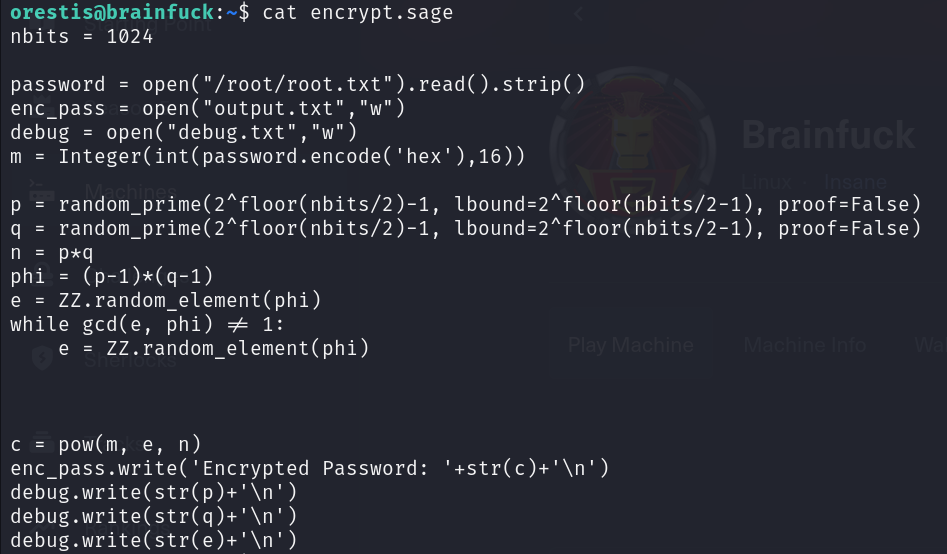 orestis@brainfuck:~$ cat encrypt.sage
nbits = 1024
password = open("/root/root.txt").read().strip()
enc_pass = open("output.txt","w")
debug = open("debug.txt","w")
m = Integer(int(password.encode('hex'),16))
Brainfuck
Machines
Linux · Insane
p = random_prime(2^floor(nbits/2)-1, lbound=2^floor(nbits/2-1), proof=False)
q = random_prime(2^floor(nbits/2)-1, lbound=2^floor(nbits/2-1), proof=False)
n = p*q
phi = (p-1)*(q-1)
e = ZZ.random_element(phi)
while gcd(e, phi) != 1:
    e = ZZ.random_element(phi)
Play Machine Machine Info
Sherlocks
c = pow(m, e, n)
enc_pass.write('Encrypted Password: '+str(c)+'\n')
debug.write(str(p)+'\n')
debug.write(str(q)+'\n')
debug.write(str(e)+'\n')